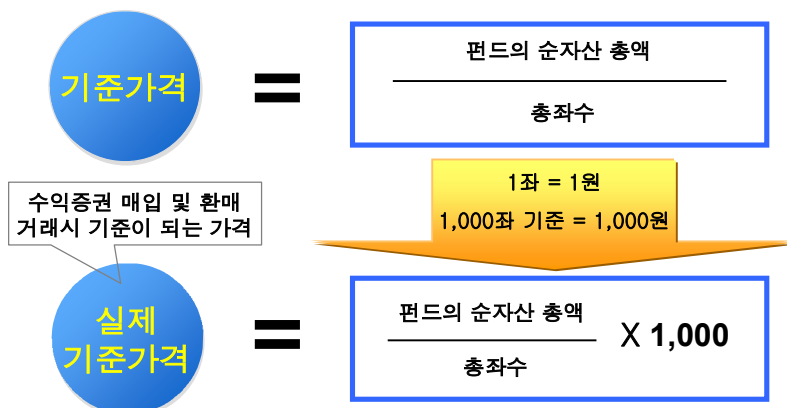 기준가격
=
펀드의 순자산 총액
총좌수
1좌 = 1원
1,000좌 기준 = 1,000원
수익증권 매입 및 환매
거래시 기준이 되는 가격
실제
기준가격
=
펀드의 순자산 총액
총좌수
X 1,000